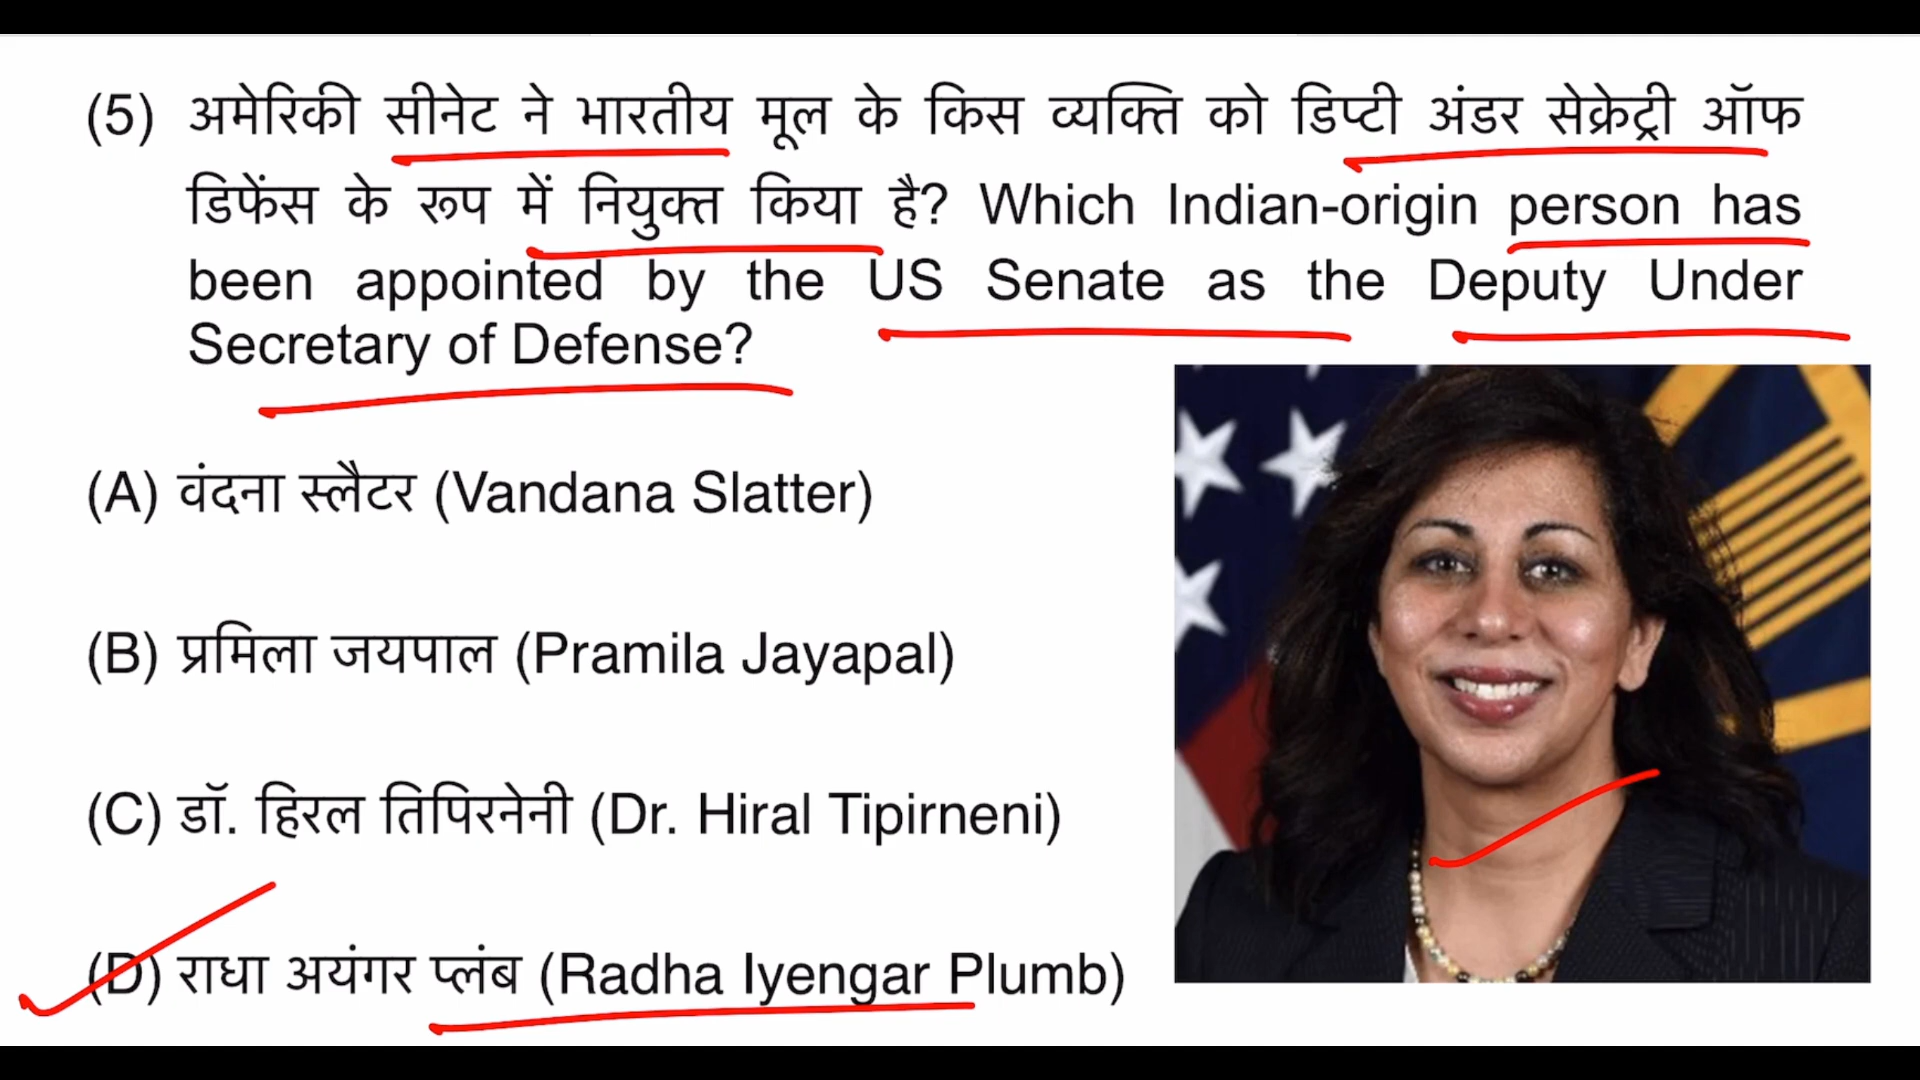 (5) अमेरिकी सीनेट ने भारतीय मूल के किस व्यक्ति को डिप्टी अंडर सेक्रेट्री ऑफ
डिफेंस के रूप में नियुक्त किया है? Which Indian-origin person has
been appointed by the US Senate as the Deputy Under
Secretary of Defense?
(A) वंदना स्लैटर (Vandana Slatter)
(B) प्रमिला जयपाल (Pramila Jayapal)
(C) डॉ. हिरल तिपिरनेनी (Dr. Hiral Tipirneni)
(D) राधा अयंगर प्लंब (Radha Iyengar Plumb)